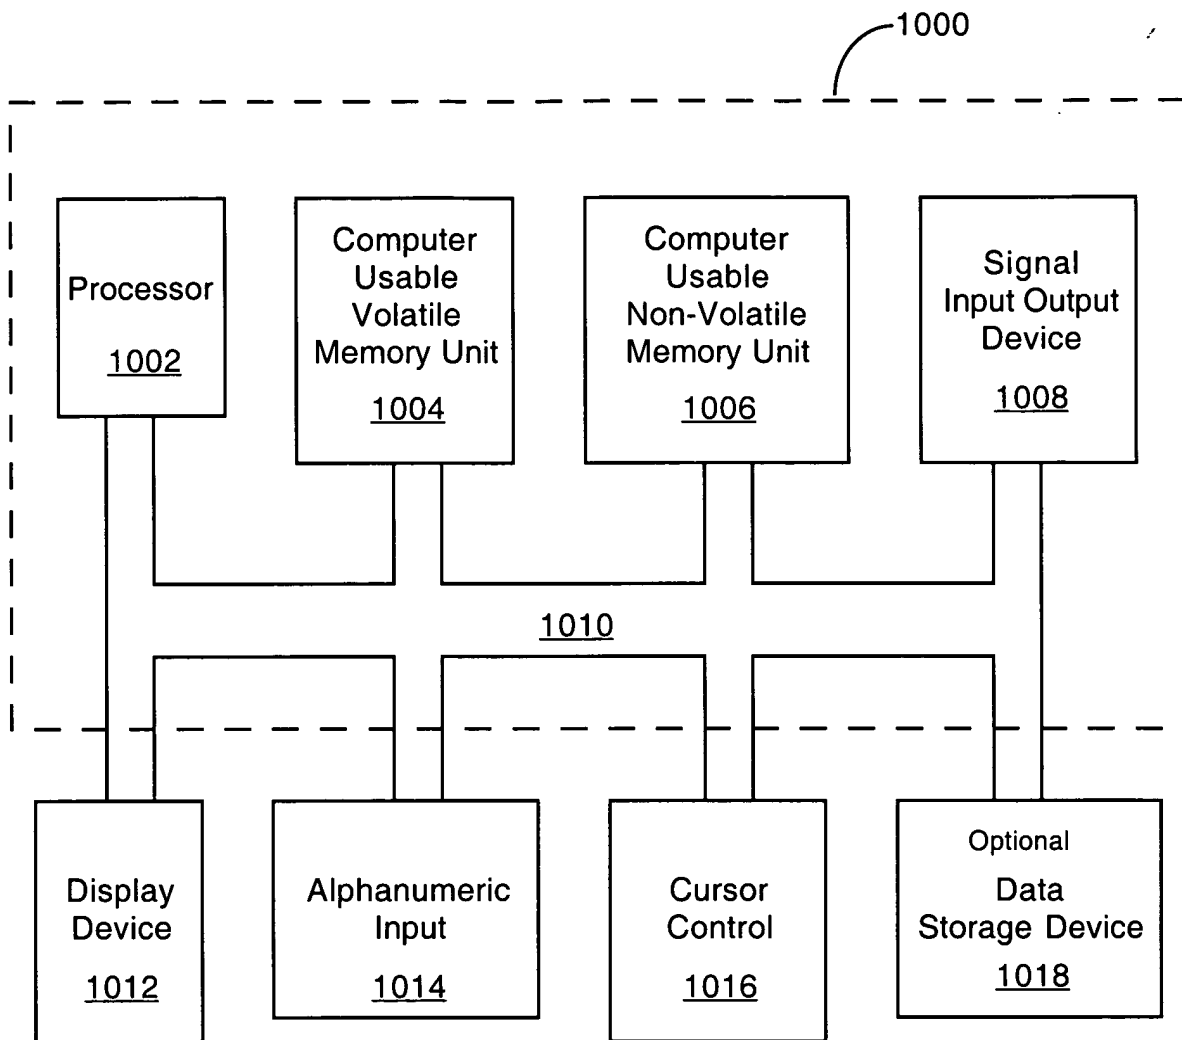 1000
Processor
1002
Computer
Usable
Volatile
Memory Unit
1004
Computer
Usable
Non-Volatile
Memory Unit
1006
Signal
Input Output
Device
1008
1010
Display
Device
1012
Alphanumeric
Input
1014
Cursor
Control
1016
Optional
Data
Storage Device
1018